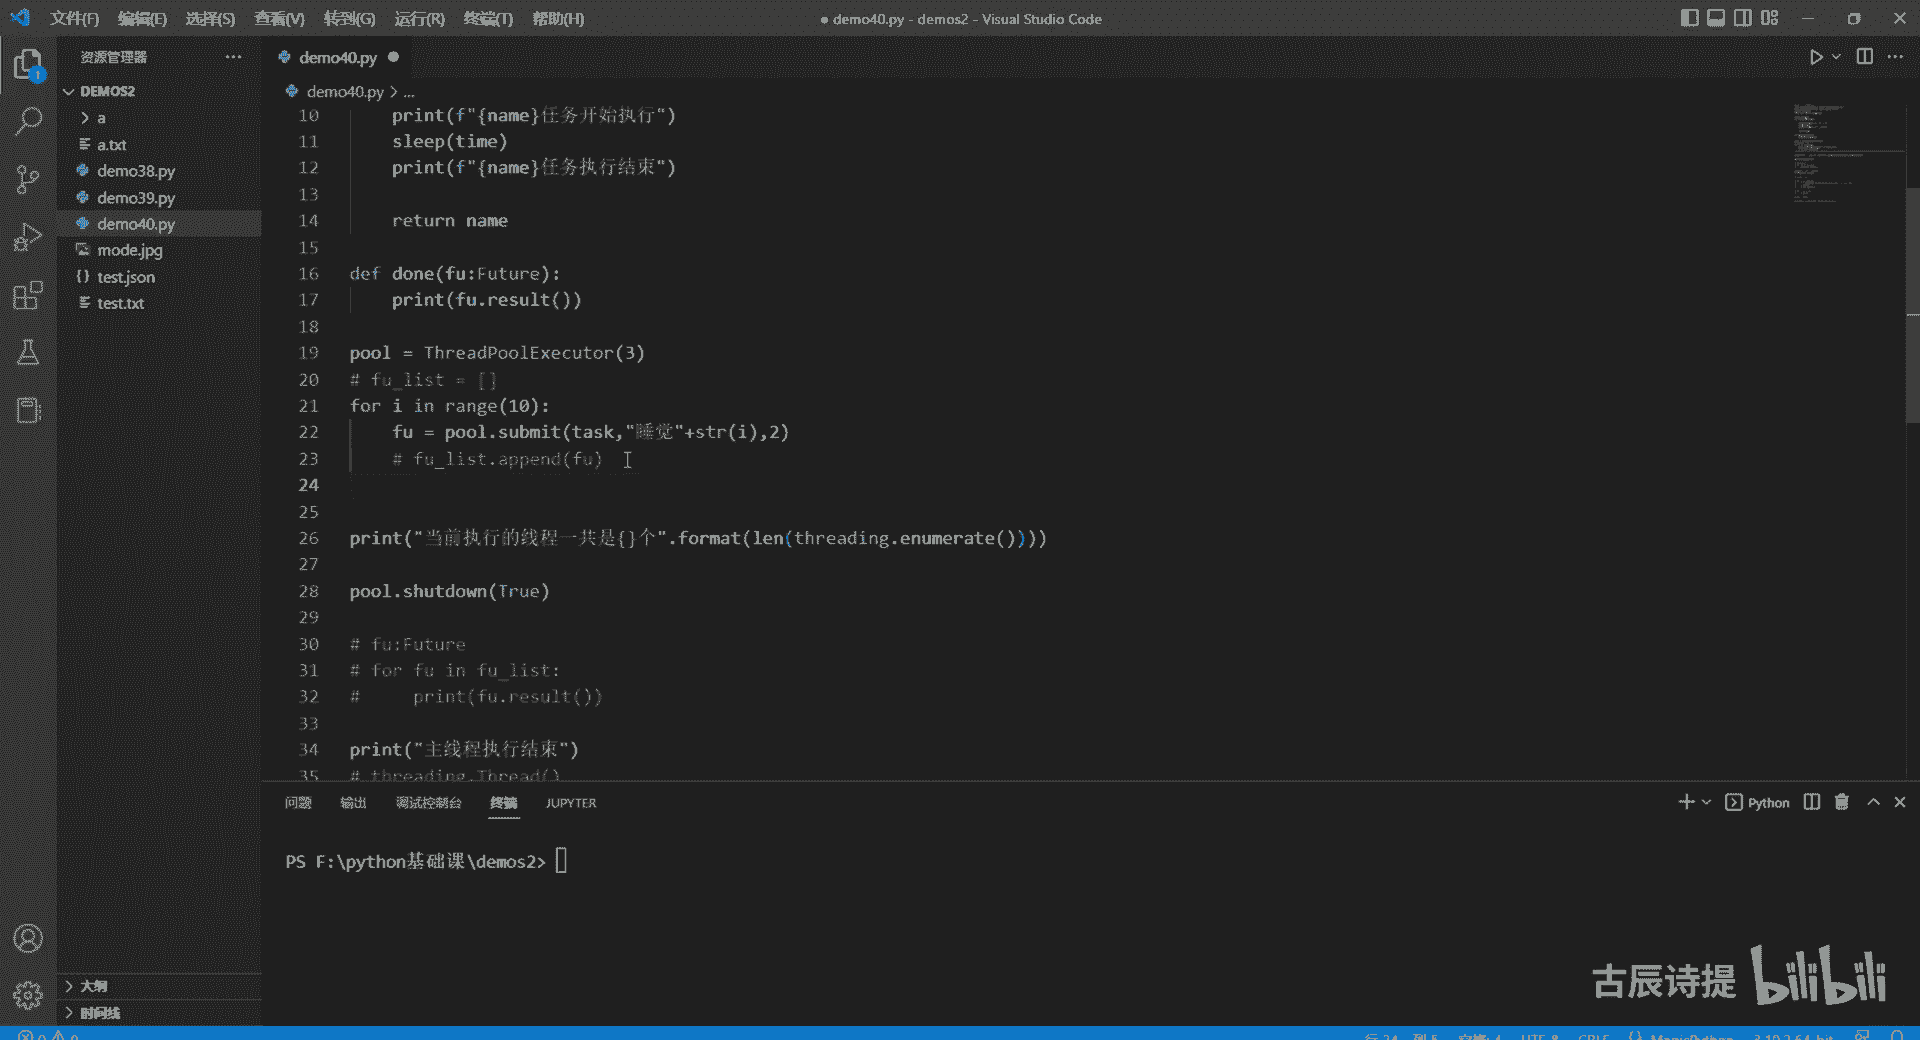 文件(F) 编辑(E) 选择(S) 查看(V) 转到(G) 运行(R) 终端(T) 帮助(H)
● demo40.py - demos2 - Visual Studio Code
资源管理器
demo40.py
1
DEMOS2
demo40.py > ...
a
a.txt
demo38.py
demo39.py
demo40.py
mode.jpg
test.json
test.txt
10 print(f"{name}任务开始执行")
11 sleep(time)
12 print(f"{name}任务执行结束")
13
14 return name
15
16 def done(fu:Future):
17 print(fu.result())
18
19 pool = ThreadPoolExecutor(3)
20 # fu_list = []
21 for i in range(10):
22 fu = pool.submit(task,"睡觉"+str(i),2)
23 # fu_list.append(fu)
24
25
26 print("当前执行的线程一共是{}个".format(len(threading.enumerate())))
27
28 pool.shutdown(True)
29
30 # fu:Future
31 # for fu in fu_list:
32 #     print(fu.result())
33
34 print("主线程执行结束")
35 # threading.Thread()
问题 输出 调试控制台 终端 JUPYTER
Python
PS F:\python基础课\demos2>
大纲
时间线
古辰诗提 bilibili